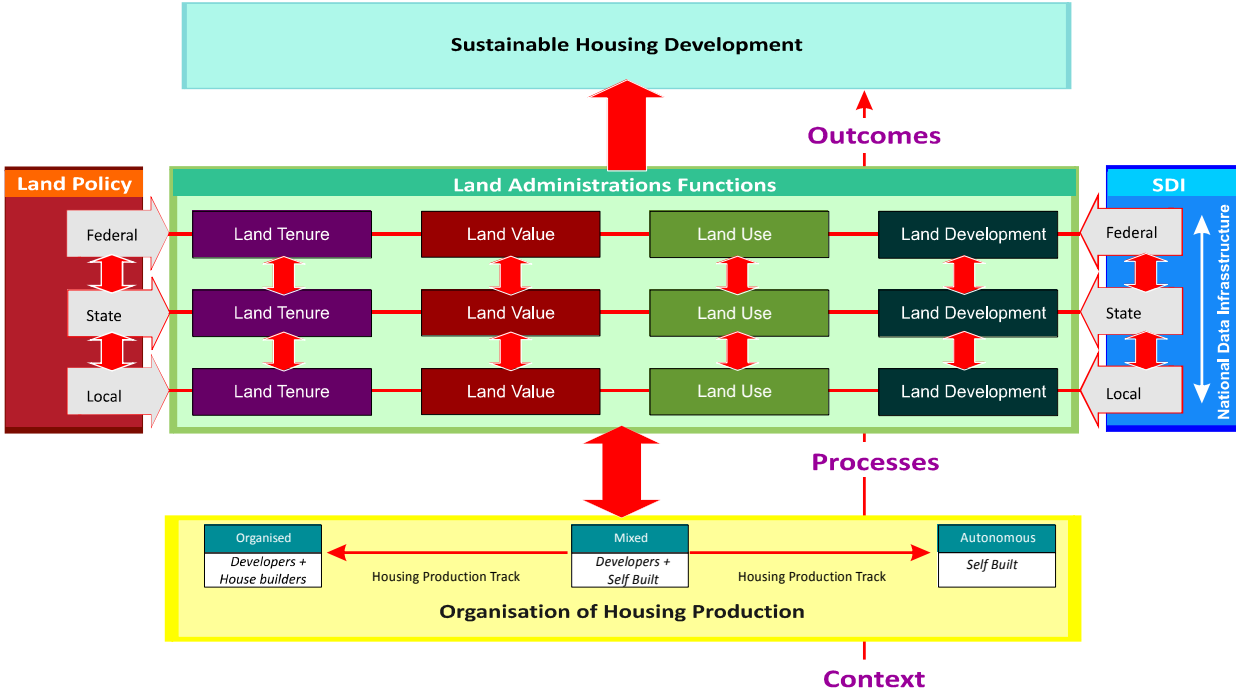 Sustainable Housing Development
Outcomes
Land Policy
Land Administrations Functions
SDI
Federal
Land Tenure
Land Value
Land Use
Land Development
Federal
State
Land Tenure
Land Value
Land Use
Land Development
State
Local
Land Tenure
Land Value
Land Use
Land Development
Local
National Data Infrasstructure
Processes
Organised
Developers +
House builders
Housing Production Track
Mixed
Developers +
Self Built
Housing Production Track
Autonomous
Self Built
Organisation of Housing Production
Context